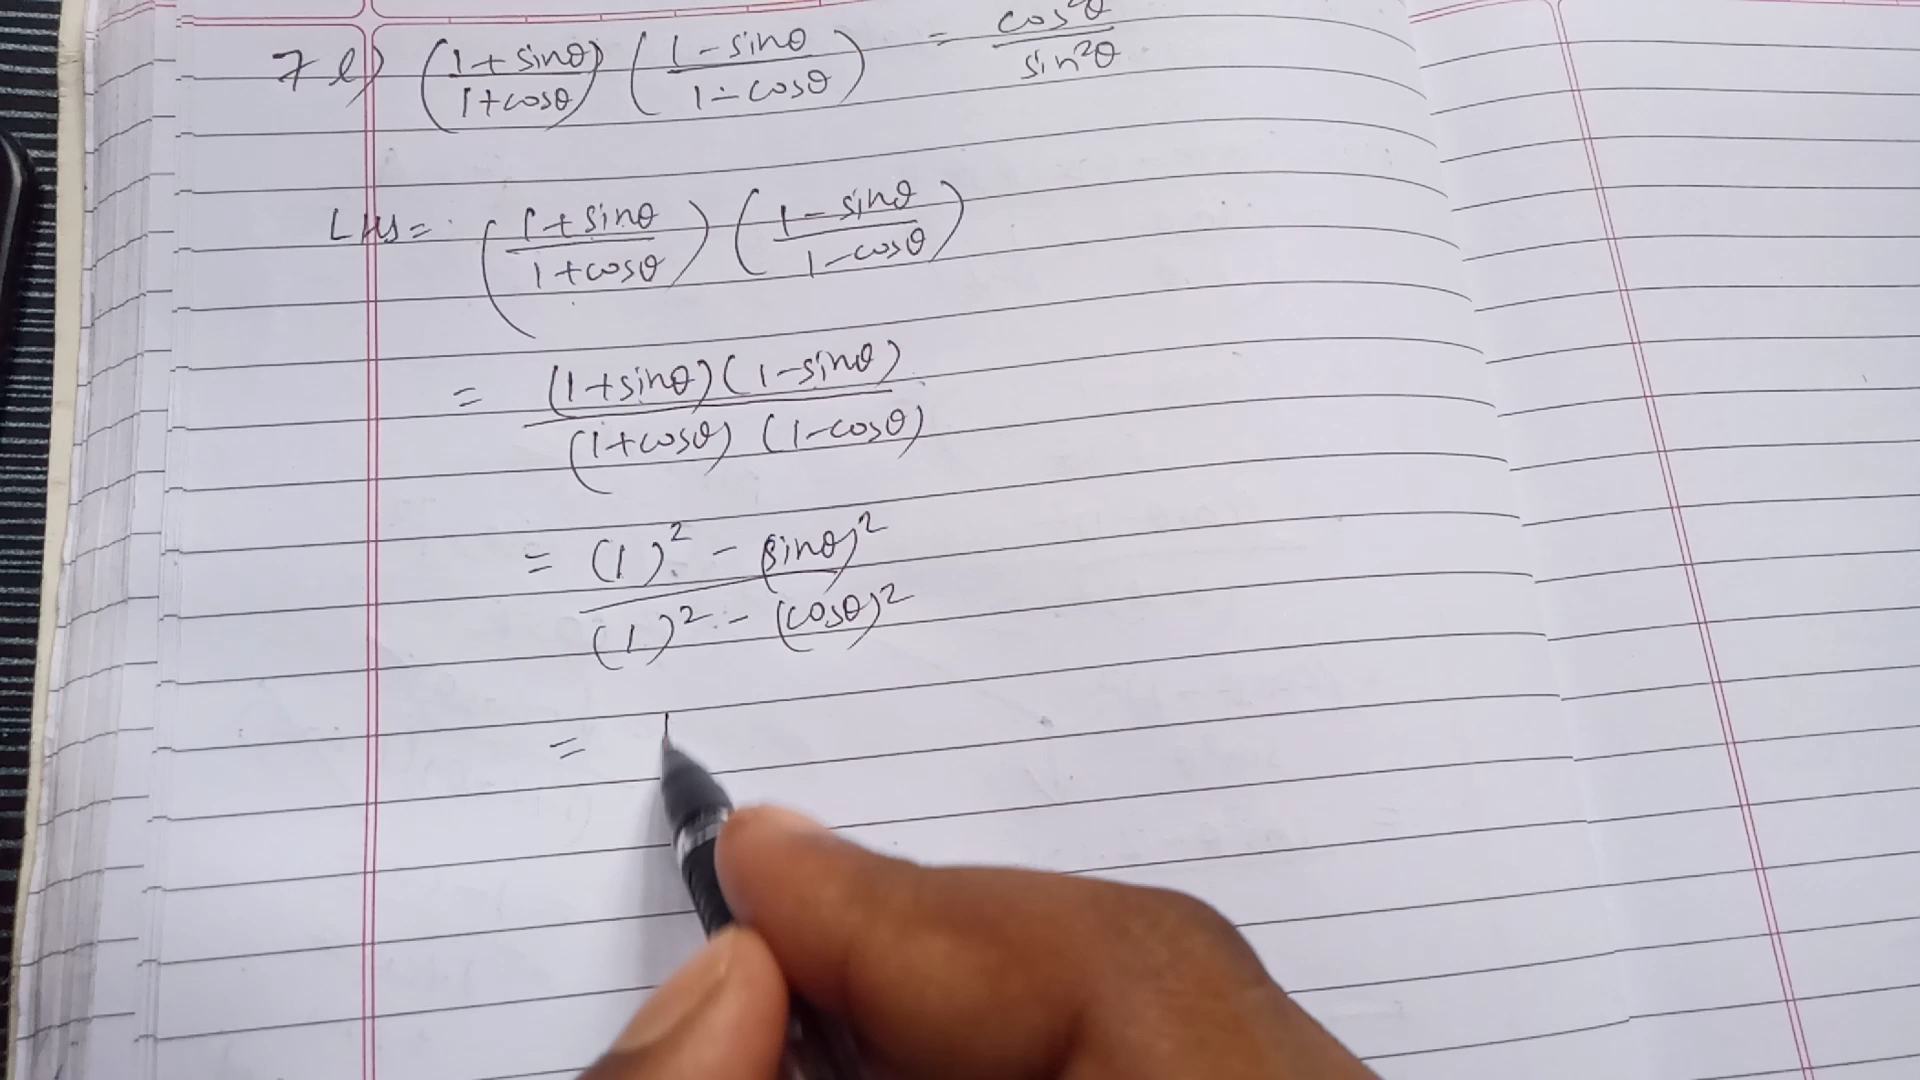 7 l) (1+sinθ / 1+cosθ) (1-sinθ / 1-cosθ) = cos²θ / sin²θ
LHS = (1+sinθ / 1+cosθ) (1-sinθ / 1-cosθ)
= (1+sinθ)(1-sinθ) / (1+cosθ) (1-cosθ)
= (1)² - (sinθ)² / (1)² - (cosθ)²
= 1